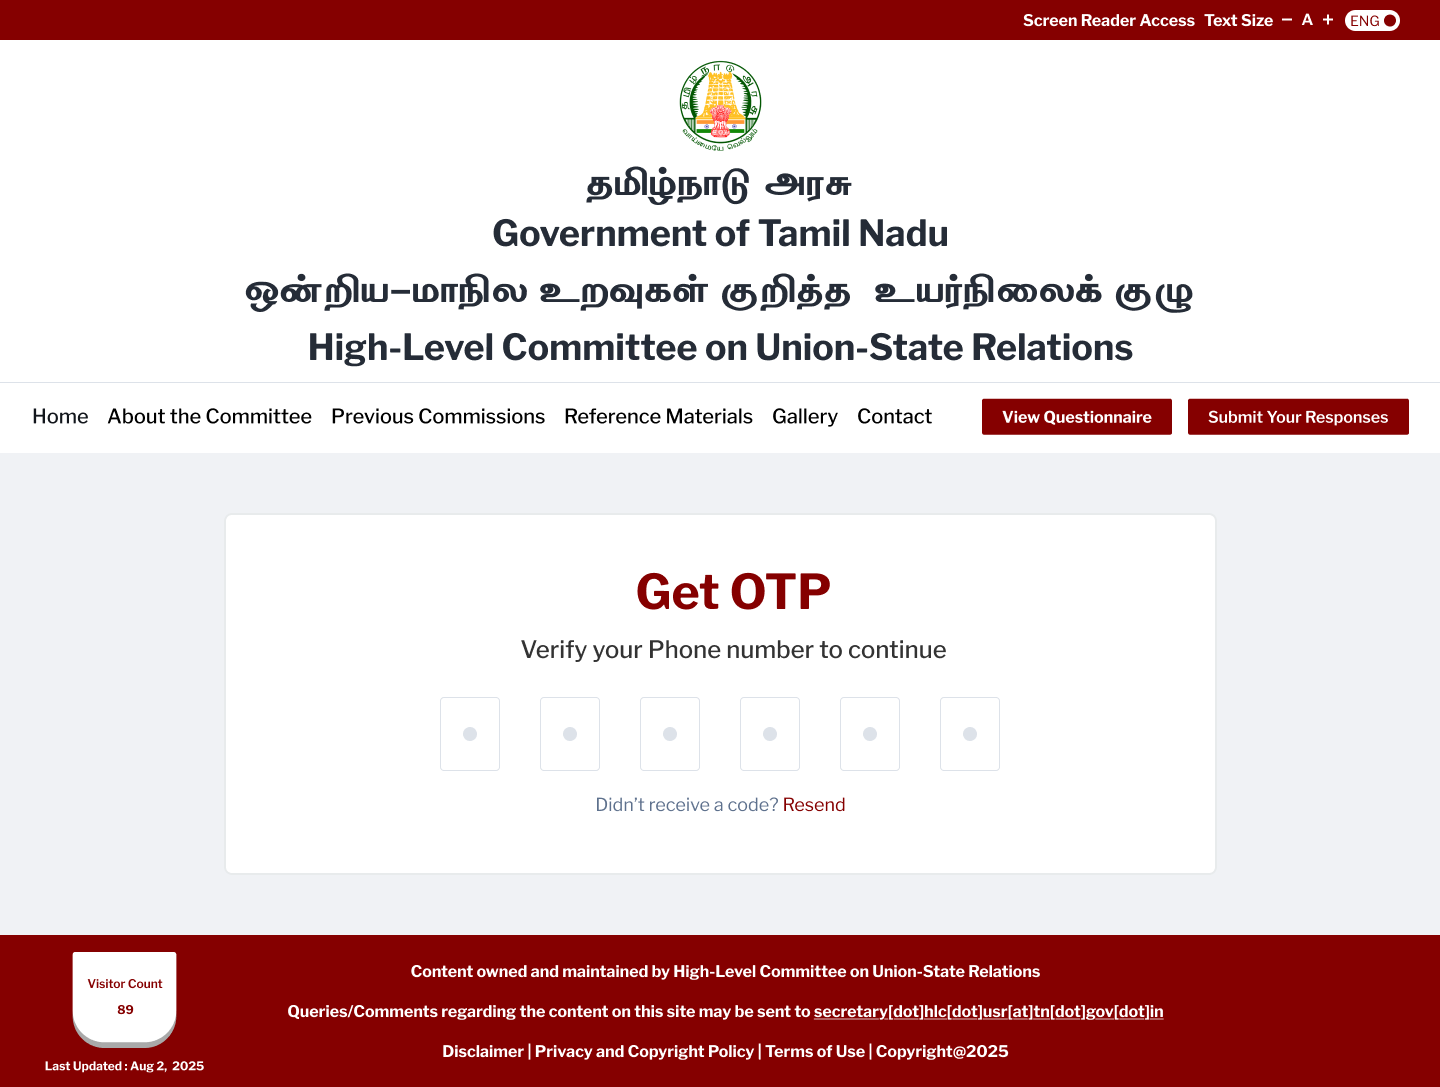 Screen Reader Access Text Size − A + ENG
தமிழ்நாடு அரசு
வாய்மையே வெல்லும்
தமிழ்நாடு அரசு
Government of Tamil Nadu
ஒன்றிய–மாநில உறவுகள் குறித்த உயர்நிலைக் குழு
High-Level Committee on Union-State Relations
Home About the Committee Previous Commissions Reference Materials Gallery Contact View Questionnaire Submit Your Responses
Get OTP
Verify your Phone number to continue
Didn’t receive a code? Resend
Visitor Count
89
Last Updated : Aug 2, 2025
Content owned and maintained by High-Level Committee on Union-State Relations
Queries/Comments regarding the content on this site may be sent to secretary[dot]hlc[dot]usr[at]tn[dot]gov[dot]in
Disclaimer | Privacy and Copyright Policy | Terms of Use | Copyright@2025